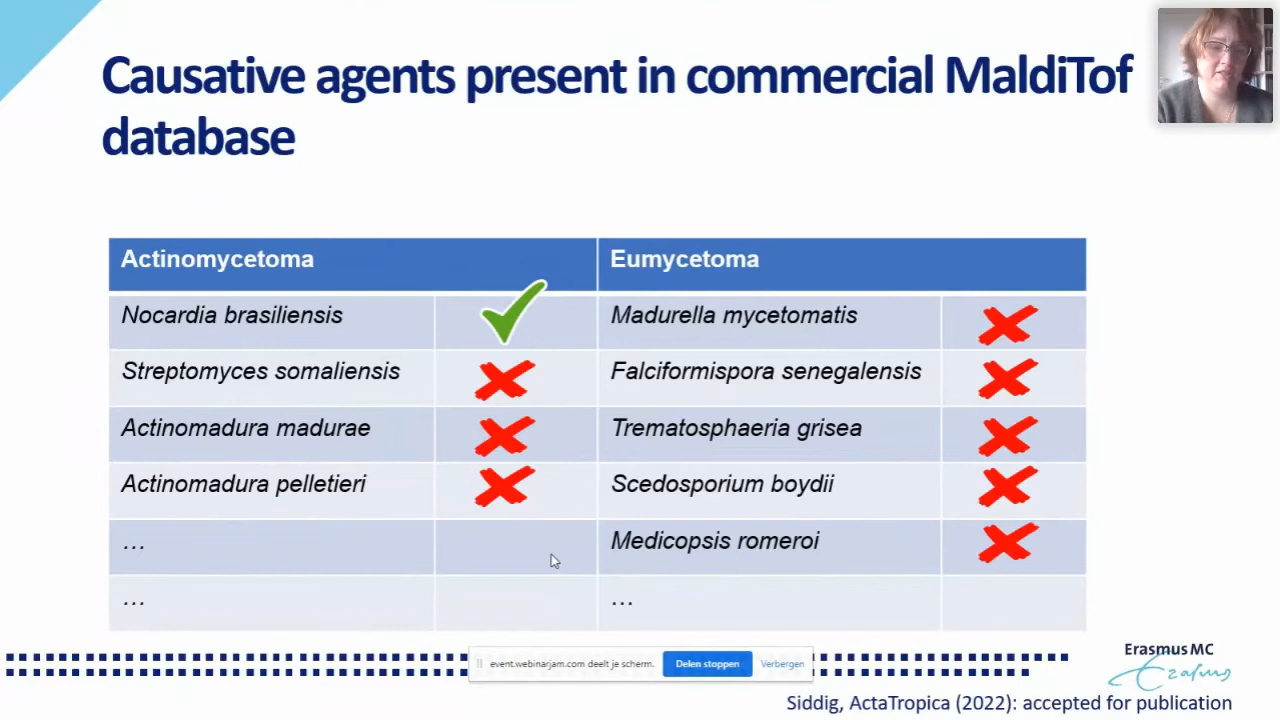 Causative agents present in commercial MaldiTof
database
Actinomycetoma
Eumycetoma
Nocardia brasiliensis
Madurella mycetomatis
Streptomyces somaliensis
Falciformispora senegalensis
Actinomadura madurae
Trematosphaeria grisea
Actinomadura pelletieri
Scedosporium boydii
…
Medicopsis romeroi
…
…
event.webinarjam.com deelt je scherm.
Delen stoppen
Verbergen
Erasmus MC
Erasmus
Siddig, ActaTropica (2022): accepted for publication